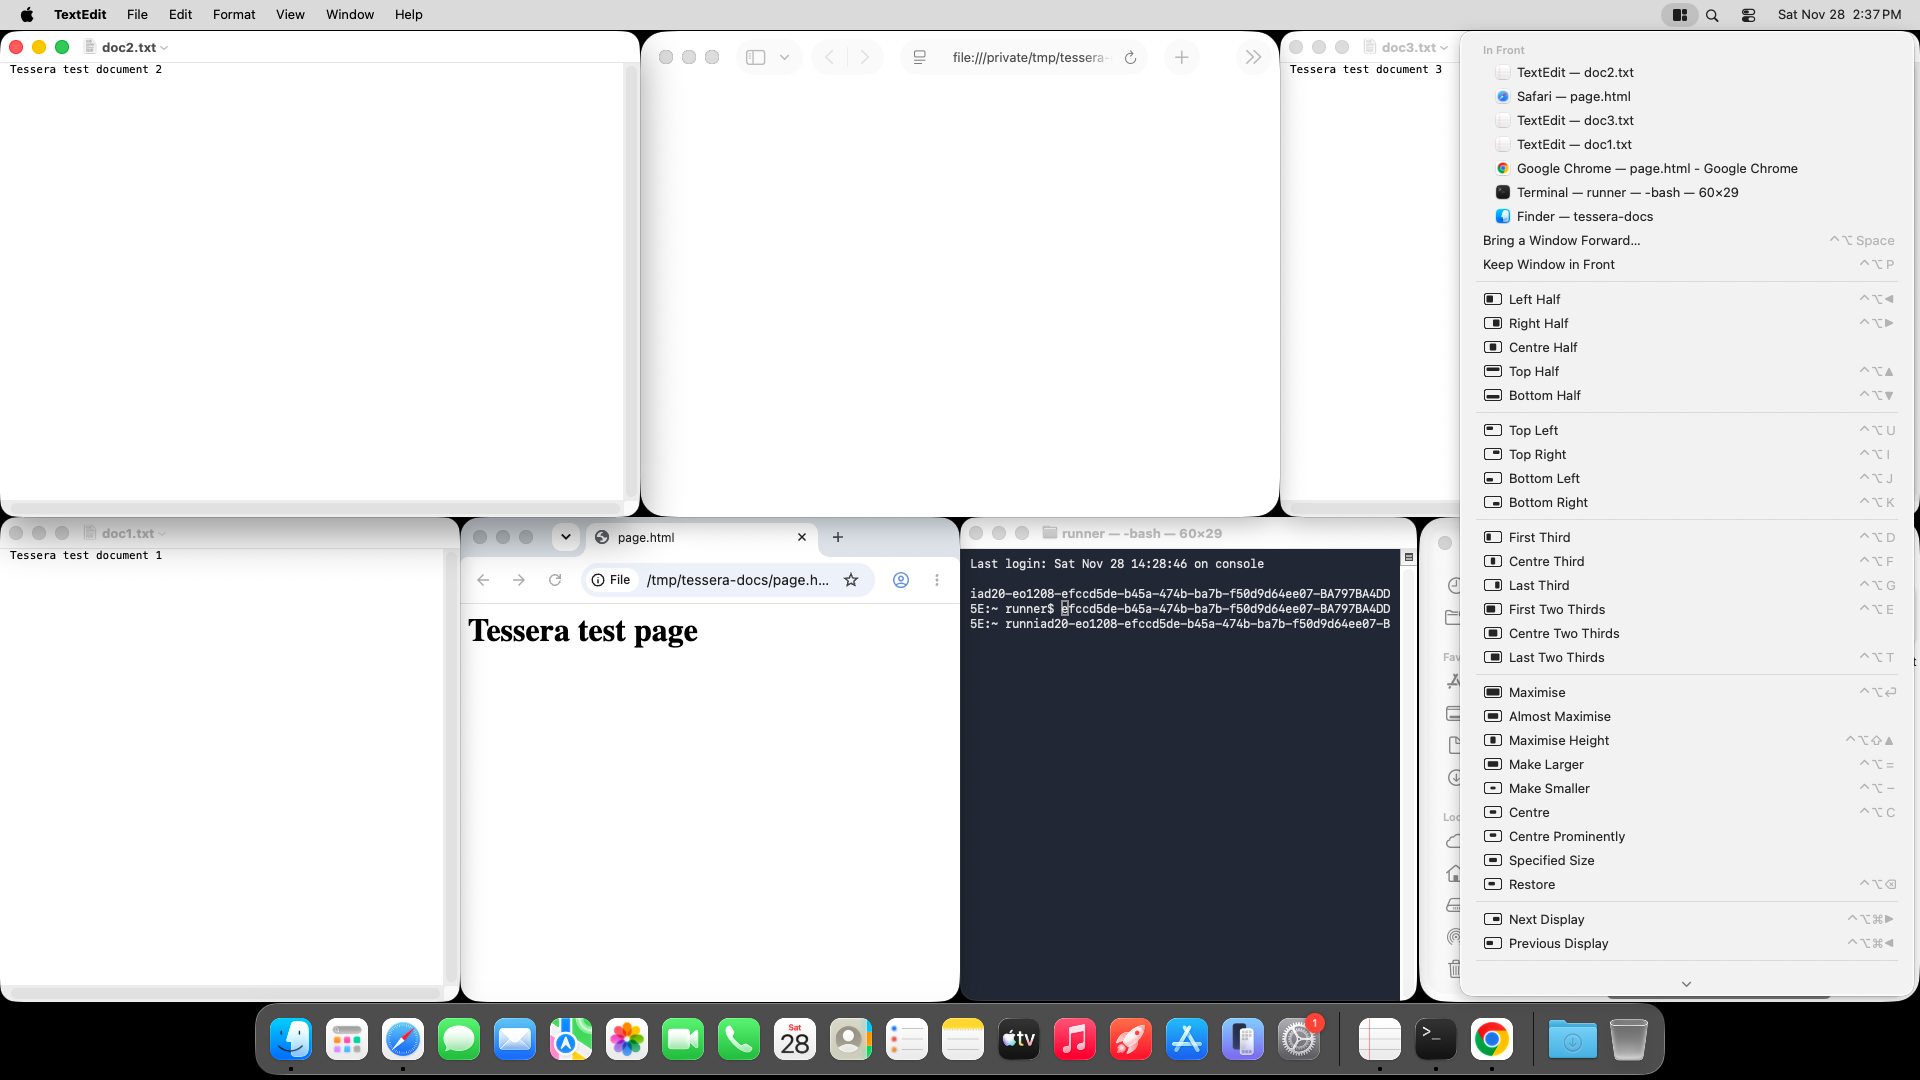 TextEdit File Edit Format View Window Help
Sat Nov 28 2:37 PM
doc2.txt
Tessera test document 2
file:///private/tmp/tessera-
doc3.txt
Tessera test document 3
In Front
TextEdit — doc2.txt
Safari — page.html
TextEdit — doc3.txt
TextEdit — doc1.txt
Google Chrome — page.html - Google Chrome
Terminal — runner — -bash — 60×29
Finder — tessera-docs
Bring a Window Forward... ^⌥ Space
Keep Window in Front ^⌥ P
Left Half ^⌥◀
Right Half ^⌥▶
Centre Half
Top Half ^⌥▲
Bottom Half ^⌥▼
Top Left ^⌥ U
Top Right ^⌥ I
Bottom Left ^⌥ J
Bottom Right ^⌥ K
First Third ^⌥ D
Centre Third ^⌥ F
Last Third ^⌥ G
First Two Thirds ^⌥ E
Centre Two Thirds
Last Two Thirds ^⌥ T
Maximise ^⌥↩
Almost Maximise
Maximise Height ^⌥⇧▲
Make Larger ^⌥ =
Make Smaller ^⌥ −
Centre ^⌥ C
Centre Prominently
Specified Size
Restore ^⌥⌫
Next Display ^⌥⌘▶
Previous Display ^⌥⌘◀
doc1.txt
Tessera test document 1
page.html
File /tmp/tessera-docs/page.h...
Tessera test page
runner — -bash — 60×29
Last login: Sat Nov 28 14:28:46 on console
iad20-eo1208-efccd5de-b45a-474b-ba7b-f50d9d64ee07-BA797BA4DD
5E:~ runner$ efccd5de-b45a-474b-ba7b-f50d9d64ee07-BA797BA4DD
5E:~ runniad20-eo1208-efccd5de-b45a-474b-ba7b-f50d9d64ee07-B
Fav
Loc
Sat
28
tv
1